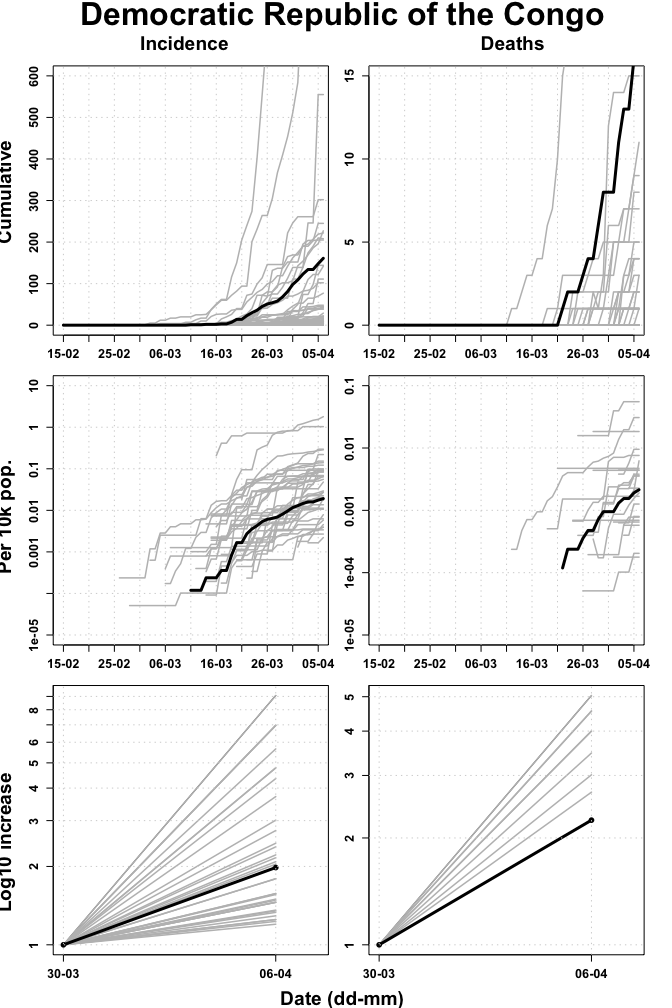 Democratic Republic of the Congo
Incidence Deaths
Cumulative
600
500
400
300
200
100
0
15-02 25-02 06-03 16-03 26-03 05-04
15
10
5
0
15-02 25-02 06-03 16-03 26-03 05-04
Per 10k pop.
10
1
0.1
0.01
0.001
1e-05
15-02 25-02 06-03 16-03 26-03 05-04
0.1
0.01
0.001
1e-04
1e-05
15-02 25-02 06-03 16-03 26-03 05-04
Log10 increase
8
6
5
4
3
2
1
30-03 06-04
5
4
3
2
1
30-03 06-04
Date (dd-mm)